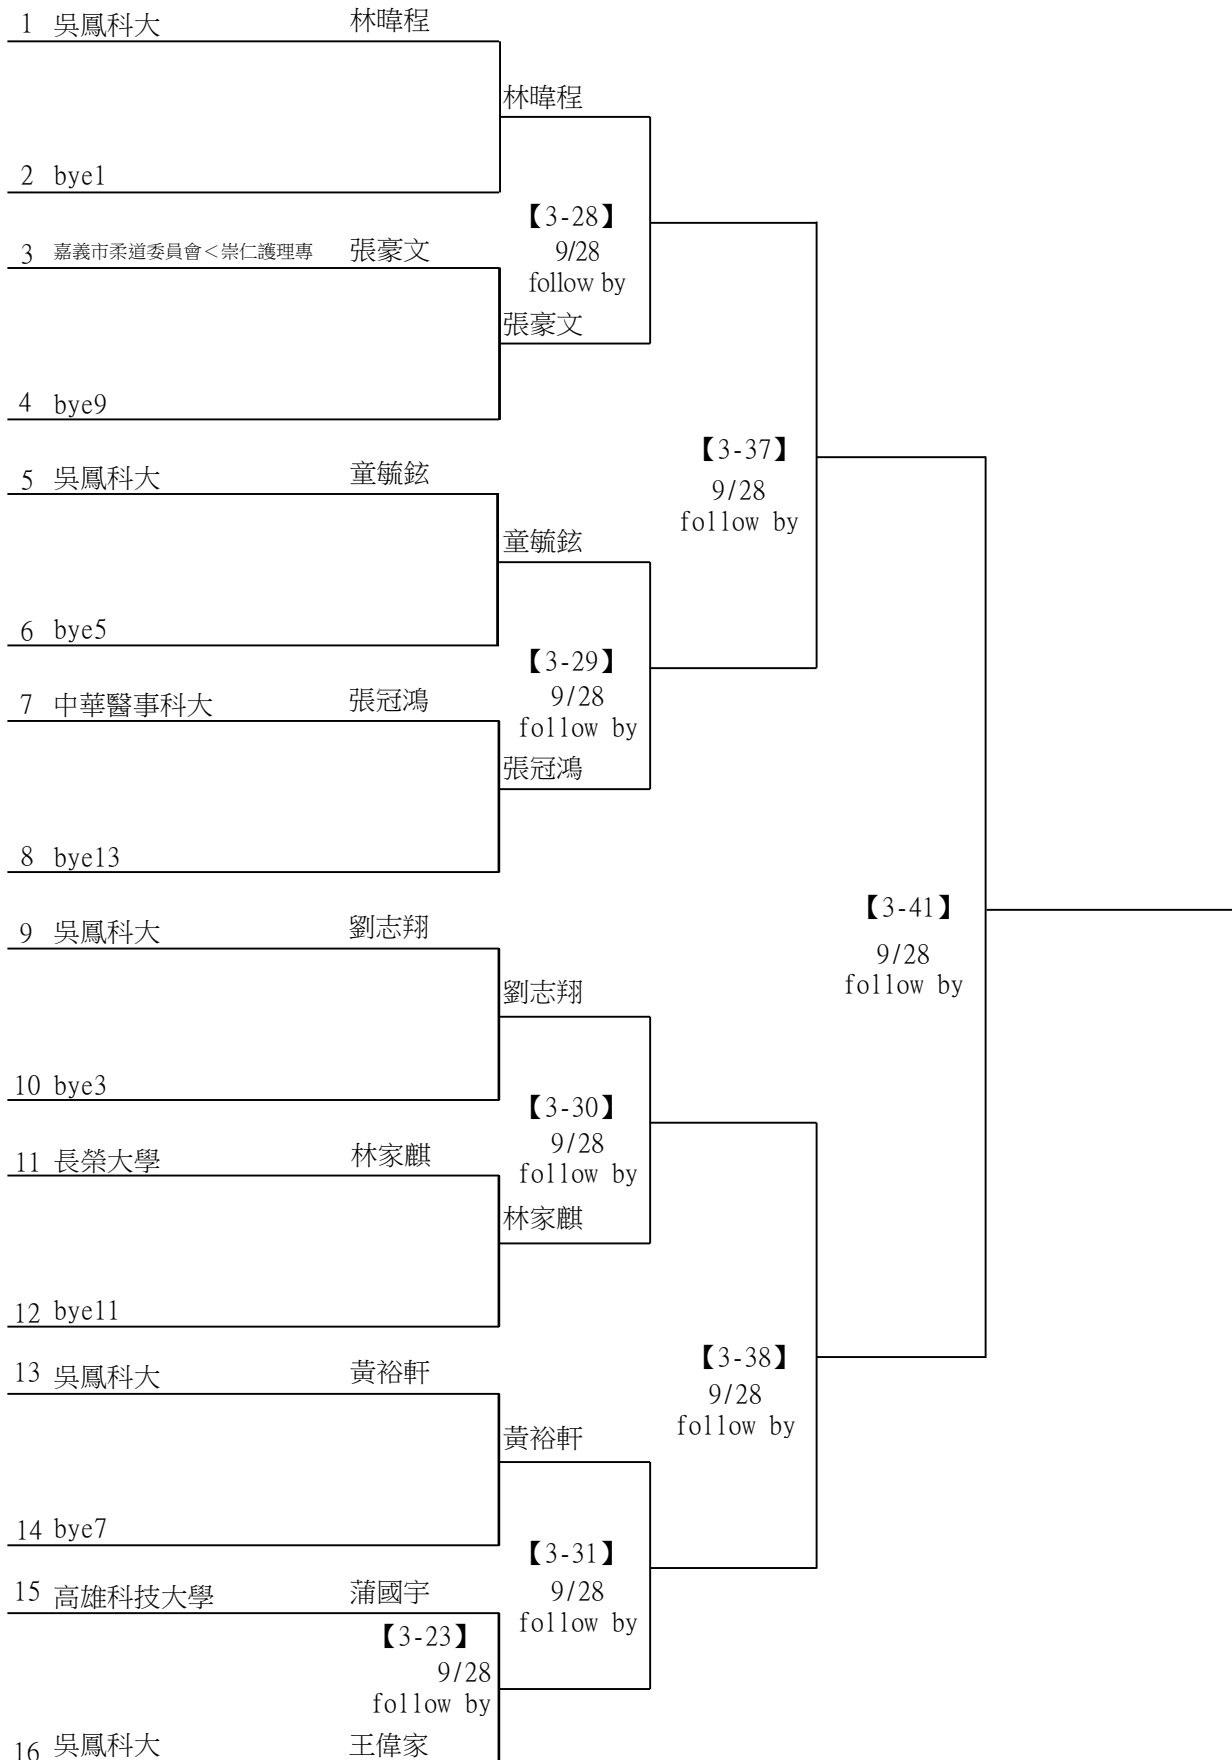 1 吳鳳科大 林暐程
林暐程
2 bye1
【3-28】
9/28
follow by
3 嘉義市柔道委員會＜崇仁護理專 張豪文
張豪文
4 bye9
【3-37】
9/28
follow by
5 吳鳳科大 童毓鉉
童毓鉉
6 bye5
【3-29】
9/28
follow by
7 中華醫事科大 張冠鴻
張冠鴻
8 bye13
【3-41】
9/28
follow by
9 吳鳳科大 劉志翔
劉志翔
10 bye3
【3-30】
9/28
follow by
11 長榮大學 林家麒
林家麒
12 bye11
【3-38】
9/28
follow by
13 吳鳳科大 黃裕軒
黃裕軒
14 bye7
【3-31】
9/28
follow by
15 高雄科技大學 蒲國宇
【3-23】
9/28
follow by
16 吳鳳科大 王偉家